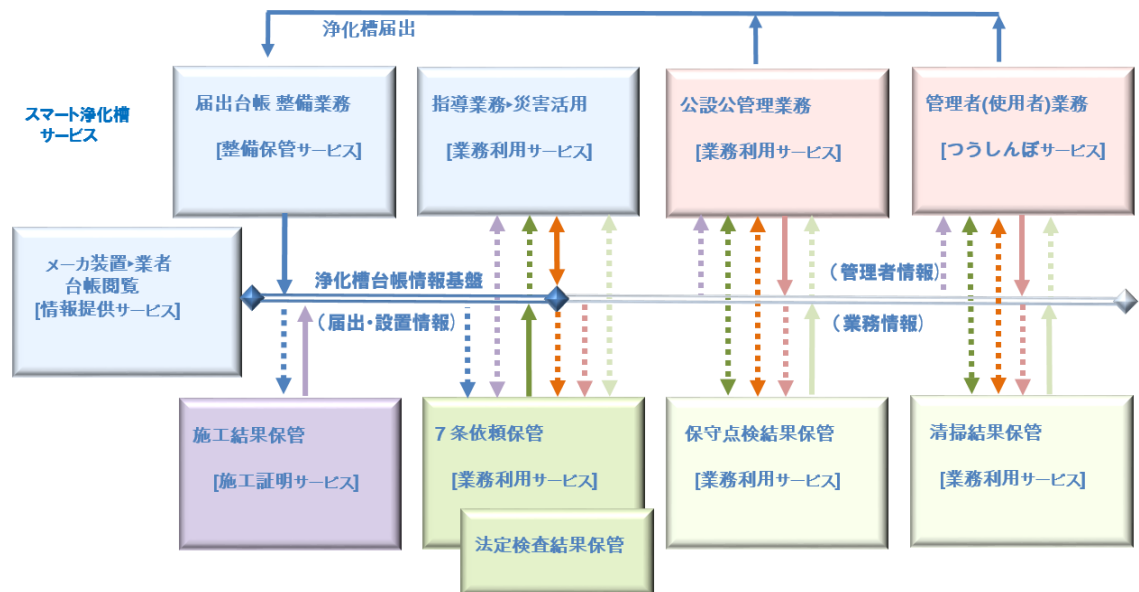 浄化槽届出
スマート浄化槽
サービス
届出台帳 整備業務
[整備保管サービス]
指導業務▸災害活用
[業務利用サービス]
公設公管理業務
[業務利用サービス]
管理者(使用者)業務
[つうしんぼサービス]
メーカ装置▸業者
台帳閲覧
[情報提供サービス]
浄化槽台帳情報基盤
（届出・設置情報）
（管理者情報）
（業務情報）
施工結果保管
[施工証明サービス]
７条依頼保管
[業務利用サービス]
法定検査結果保管
保守点検結果保管
[業務利用サービス]
清掃結果保管
[業務利用サービス]